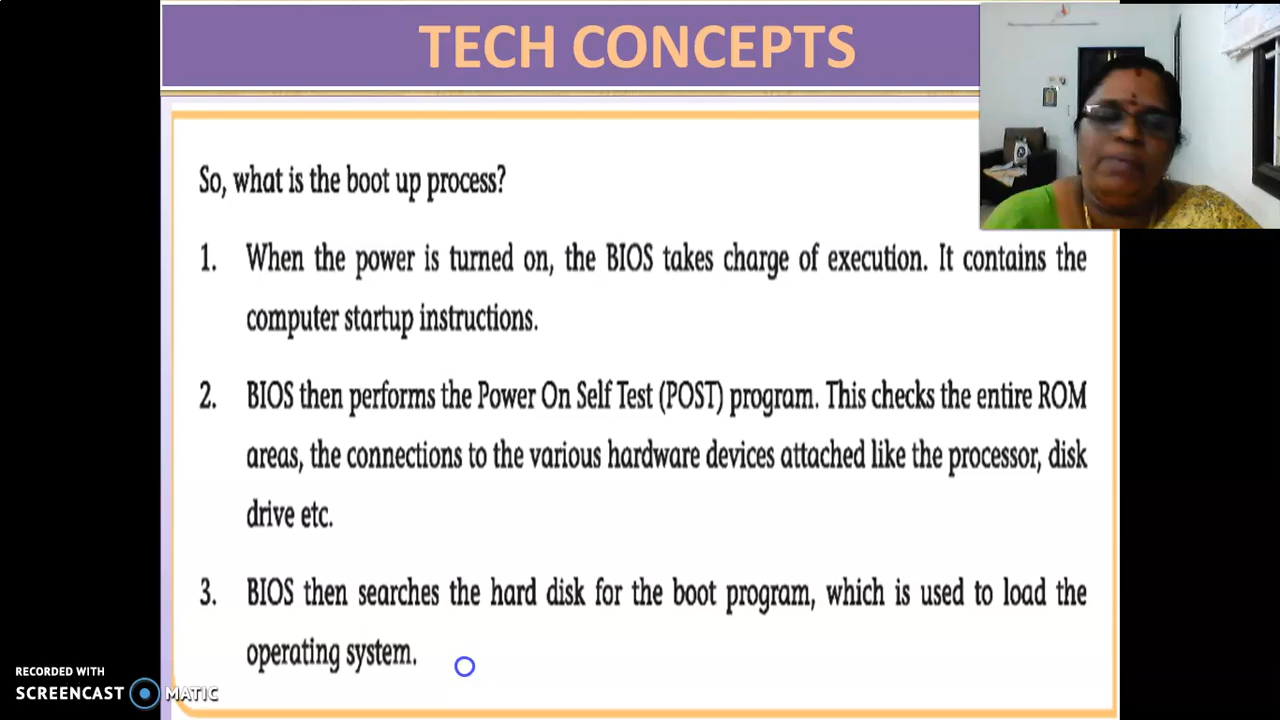 TECH CONCEPTS
So, what is the boot up process?
1. When the power is turned on, the BIOS takes charge of execution. It contains the
computer startup instructions.
2. BIOS then performs the Power On Self Test (POST) program. This checks the entire ROM
areas, the connections to the various hardware devices attached like the processor, disk
drive etc.
3. BIOS then searches the hard disk for the boot program, which is used to load the
operating system.
RECORDED WITH
SCREENCAST MATIC